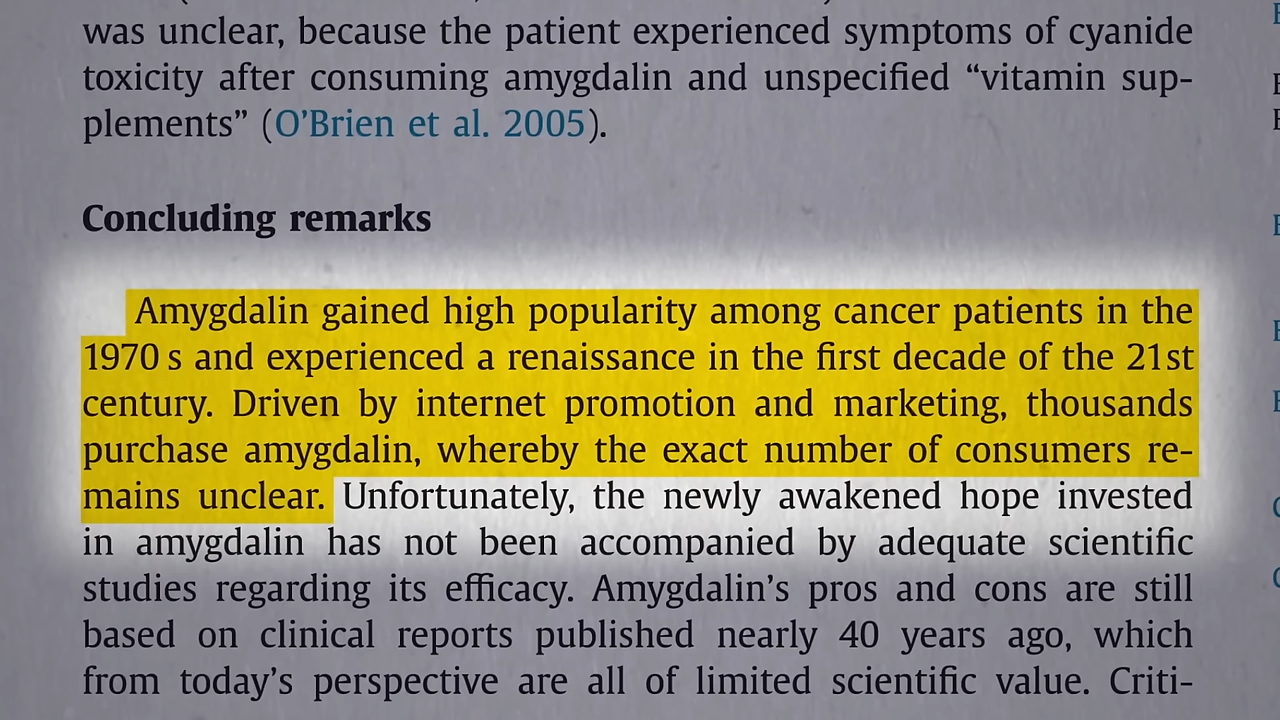 was unclear, because the patient experienced symptoms of cyanide
toxicity after consuming amygdalin and unspecified “vitamin sup-
plements” (O’Brien et al. 2005).
Concluding remarks
Amygdalin gained high popularity among cancer patients in the
1970 s and experienced a renaissance in the first decade of the 21st
century. Driven by internet promotion and marketing, thousands
purchase amygdalin, whereby the exact number of consumers re-
mains unclear. Unfortunately, the newly awakened hope invested
in amygdalin has not been accompanied by adequate scientific
studies regarding its efficacy. Amygdalin’s pros and cons are still
based on clinical reports published nearly 40 years ago, which
from today’s perspective are all of limited scientific value. Criti-